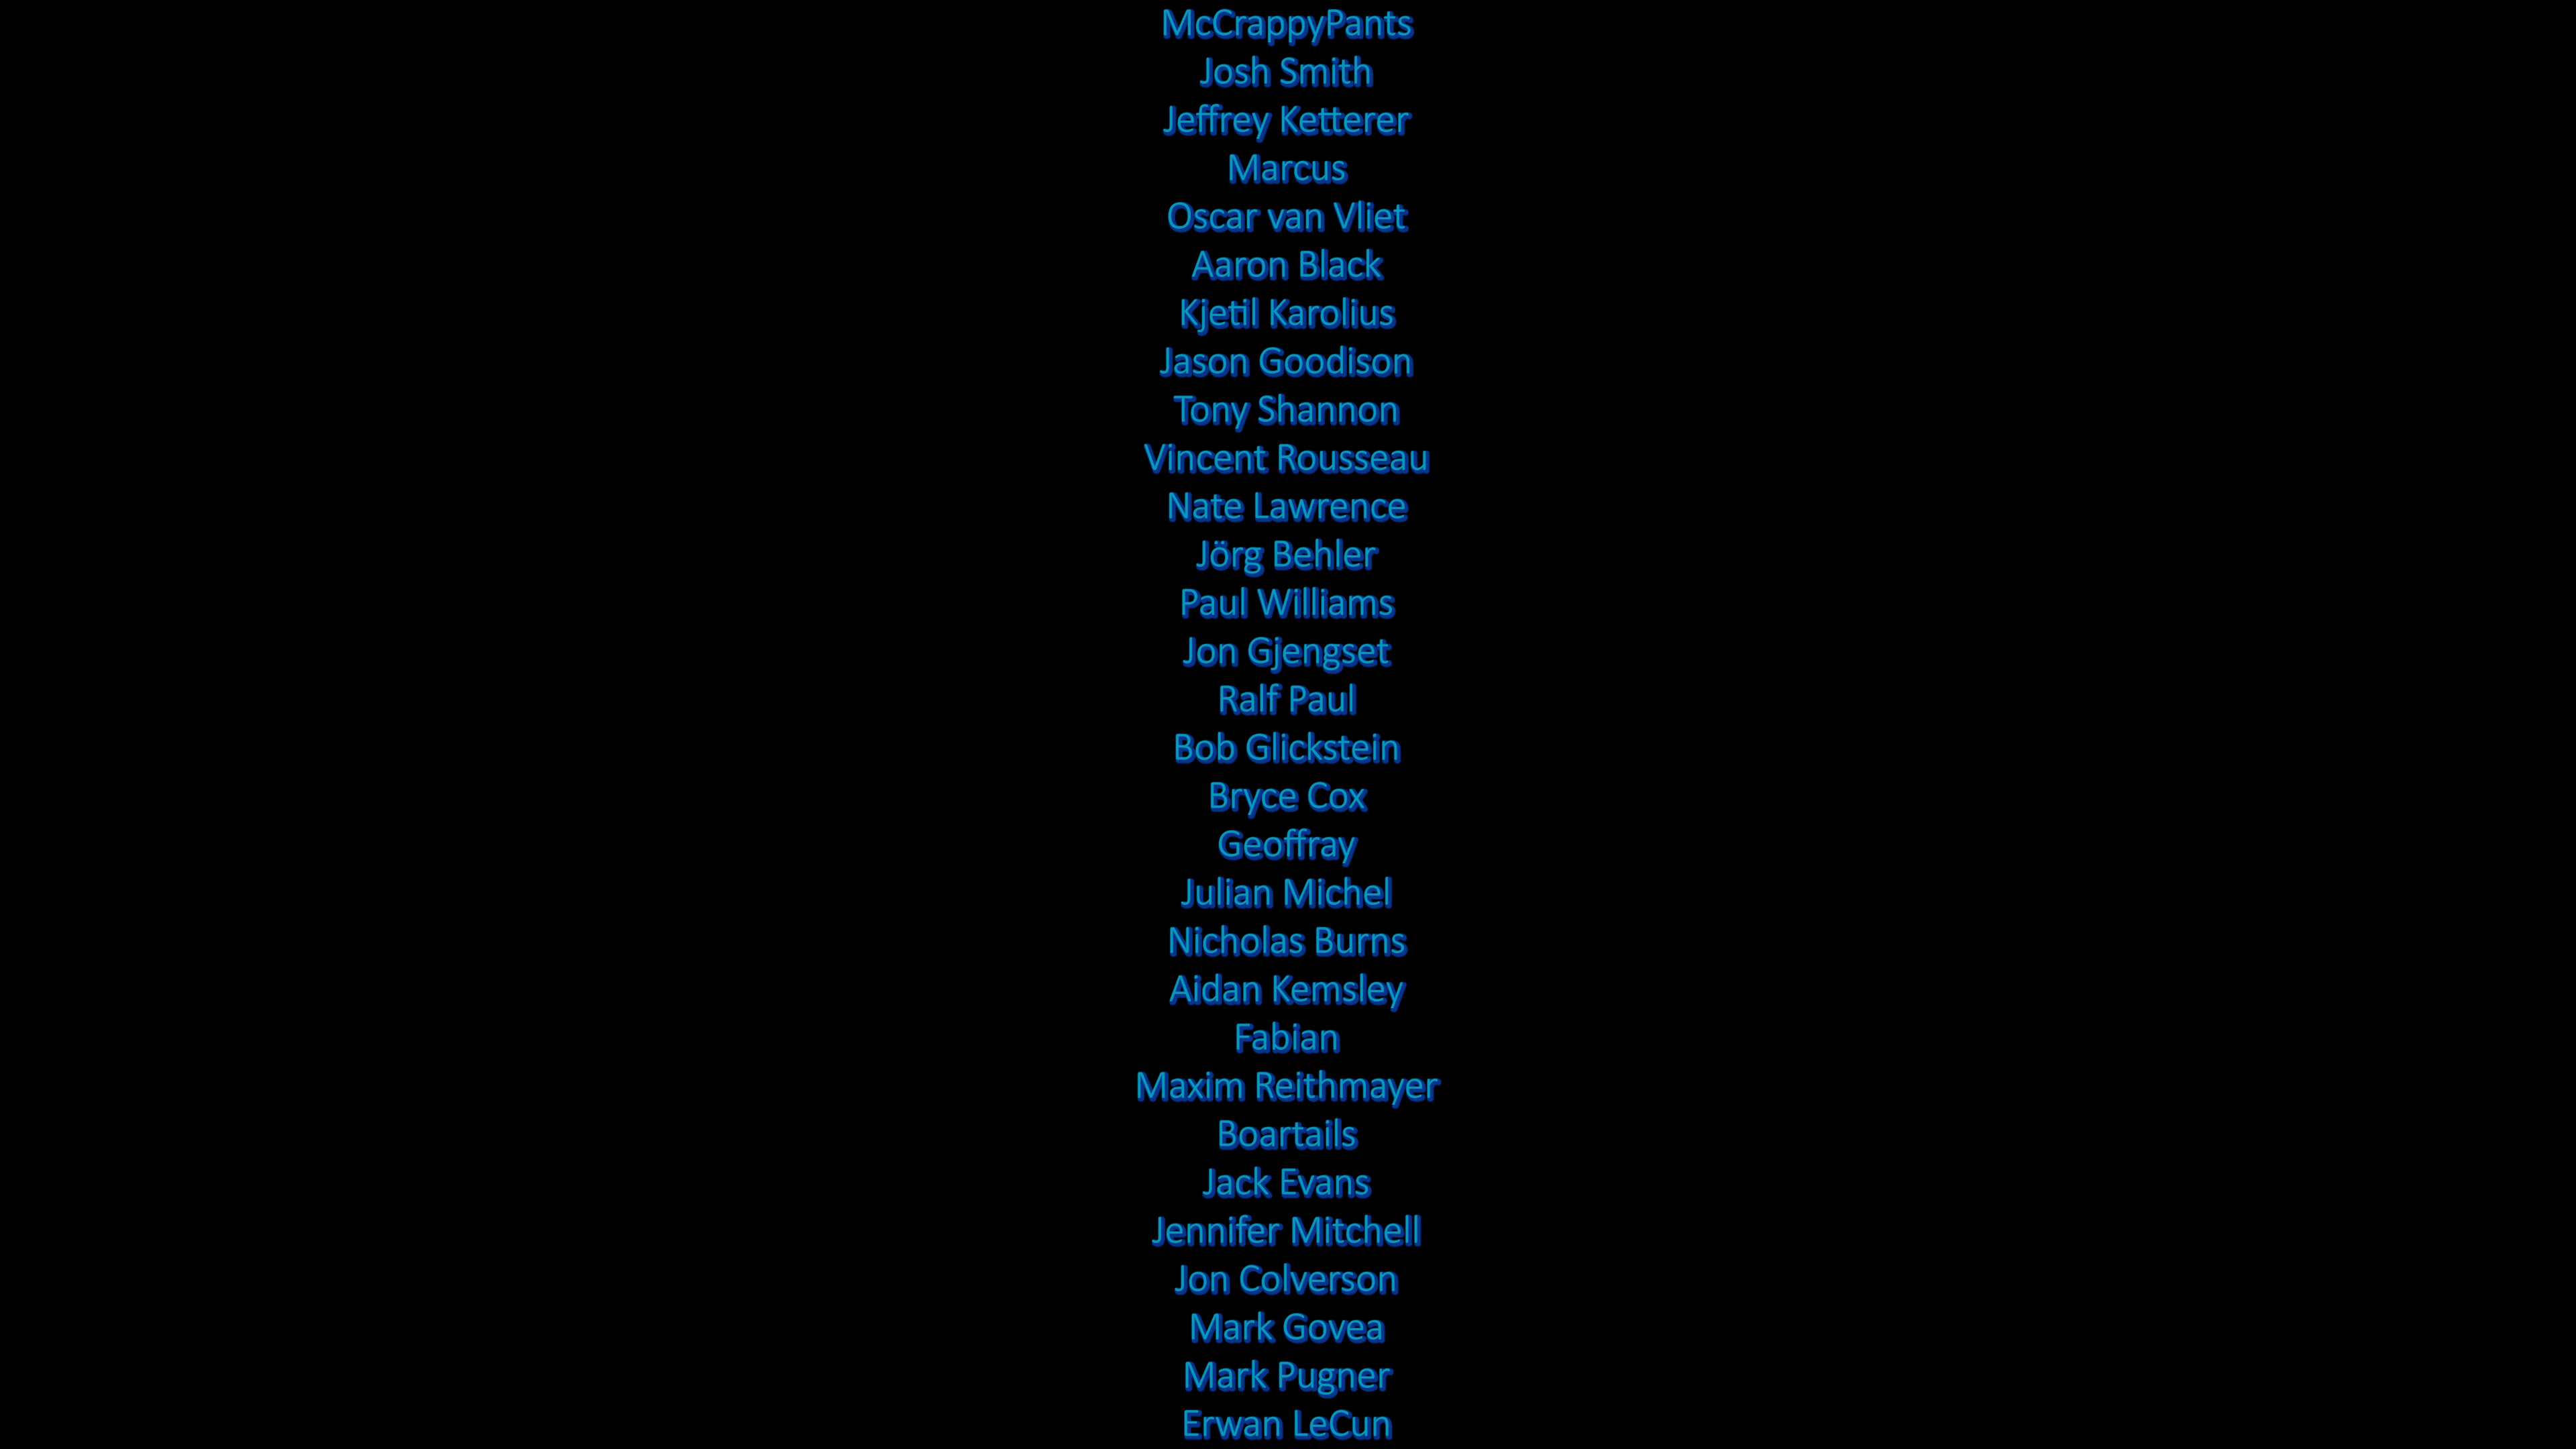 McCrappyPants
Josh Smith
Jeffrey Ketterer
Marcus
Oscar van Vliet
Aaron Black
Kjetil Karolius
Jason Goodison
Tony Shannon
Vincent Rousseau
Nate Lawrence
Jörg Behler
Paul Williams
Jon Gjengset
Ralf Paul
Bob Glickstein
Bryce Cox
Geoffray
Julian Michel
Nicholas Burns
Aidan Kemsley
Fabian
Maxim Reithmayer
Boartails
Jack Evans
Jennifer Mitchell
Jon Colverson
Mark Govea
Mark Pugner
Erwan LeCun